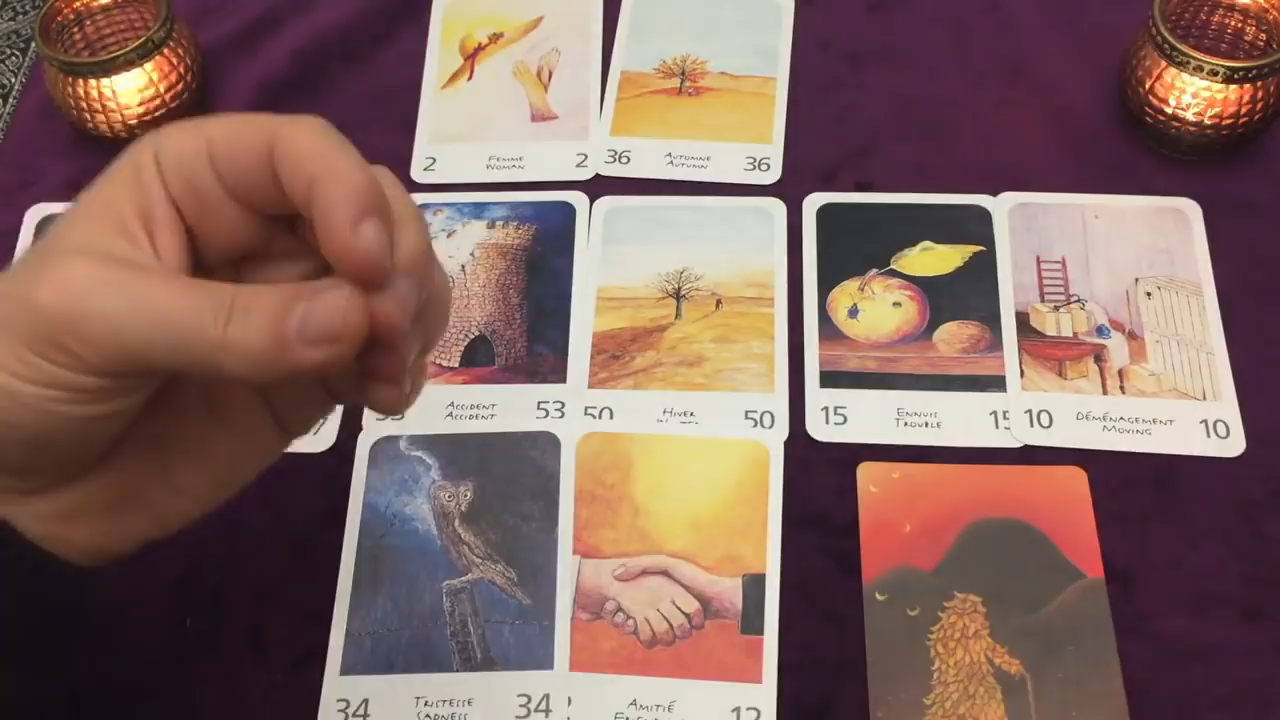 2 FEMME 2
WOMAN
36 AUTOMNE 36
AUTUMN
ACCIDENT 53
ACCIDENT
50 HIVER 50
15 ENNUIS 15
TROUBLE
10 DÉMÉNAGEMENT 10
MOVING
34 TRISTESSE 34
SADNESS
AMITIÉ 12